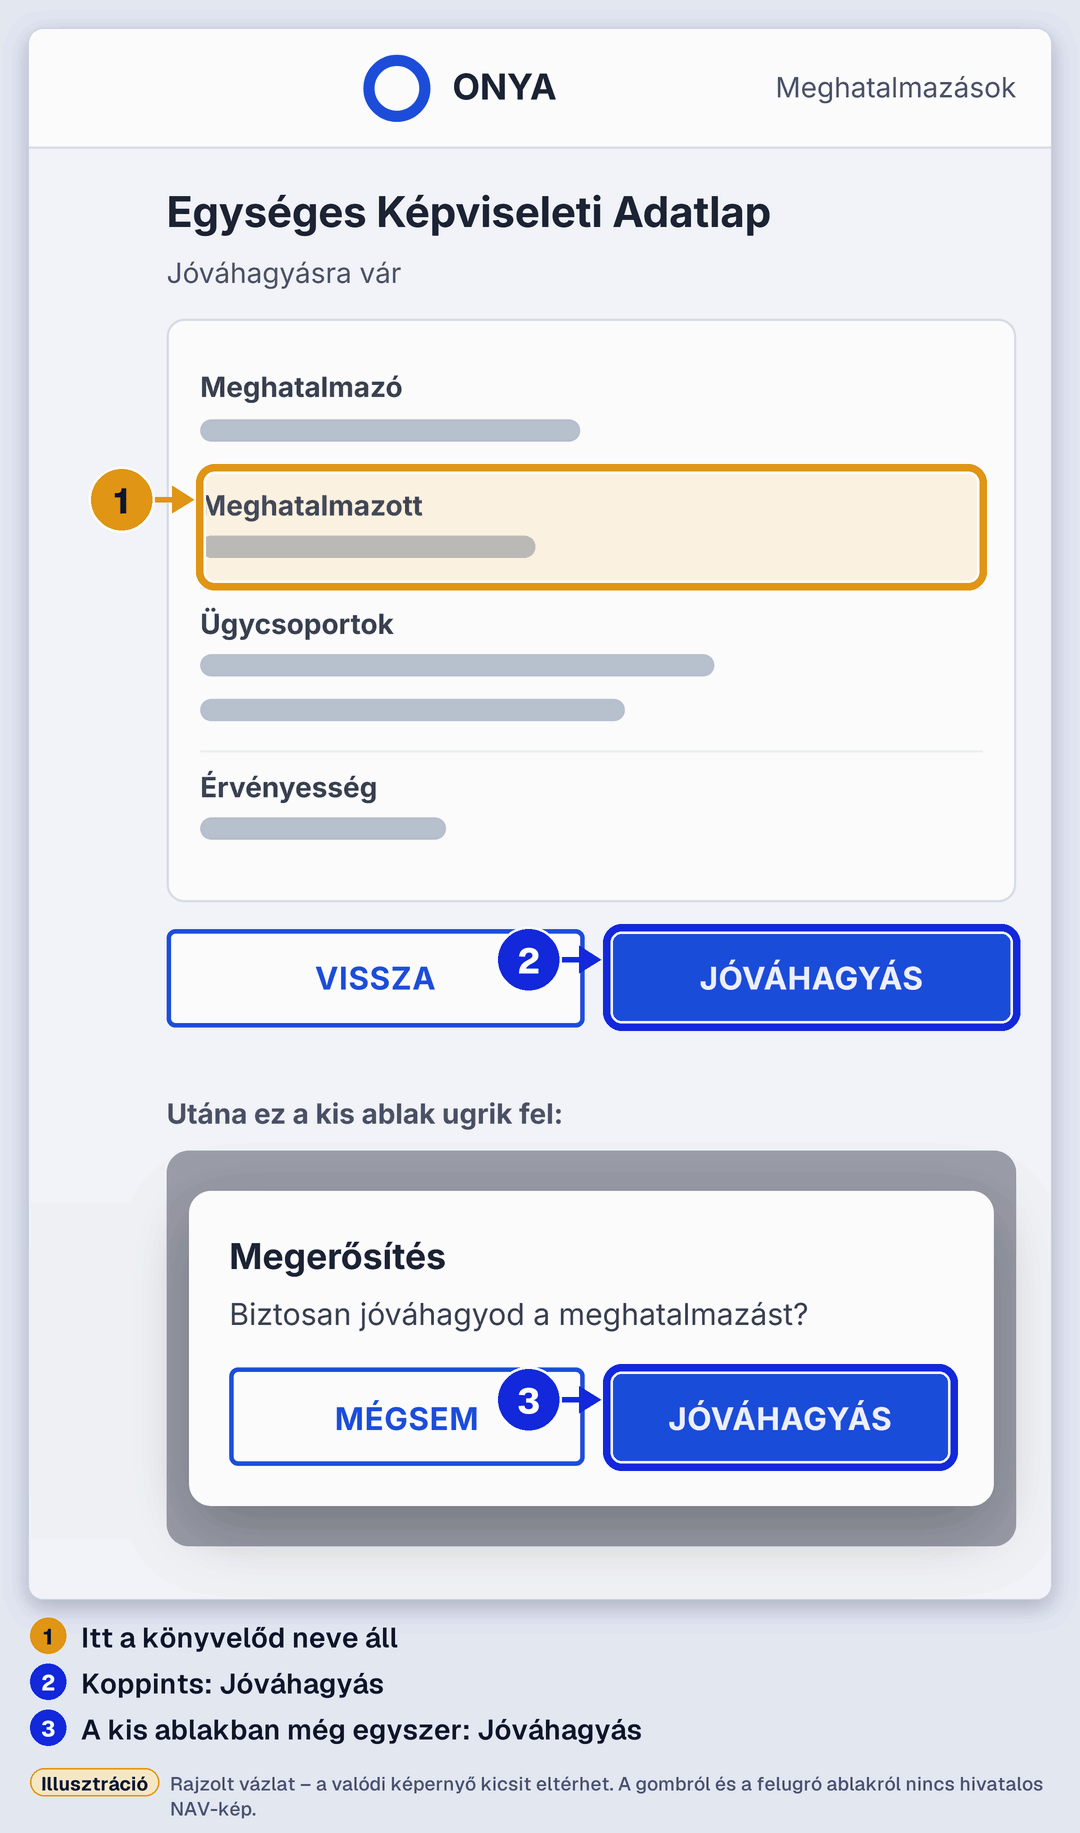 ONYA
Meghatalmazások
Egységes Képviseleti Adatlap
Jóváhagyásra vár
Meghatalmazó
1
Meghatalmazott
Ügycsoportok
Érvényesség
VISSZA
2
JÓVÁHAGYÁS
Utána ez a kis ablak ugrik fel:
Megerősítés
Biztosan jóváhagyod a meghatalmazást?
MÉGSEM
3
JÓVÁHAGYÁS
1 Itt a könyvelőd neve áll
2 Koppints: Jóváhagyás
3 A kis ablakban még egyszer: Jóváhagyás
Illusztráció Rajzolt vázlat – a valódi képernyő kicsit eltérhet. A gombról és a felugró ablakról nincs hivatalos
NAV-kép.